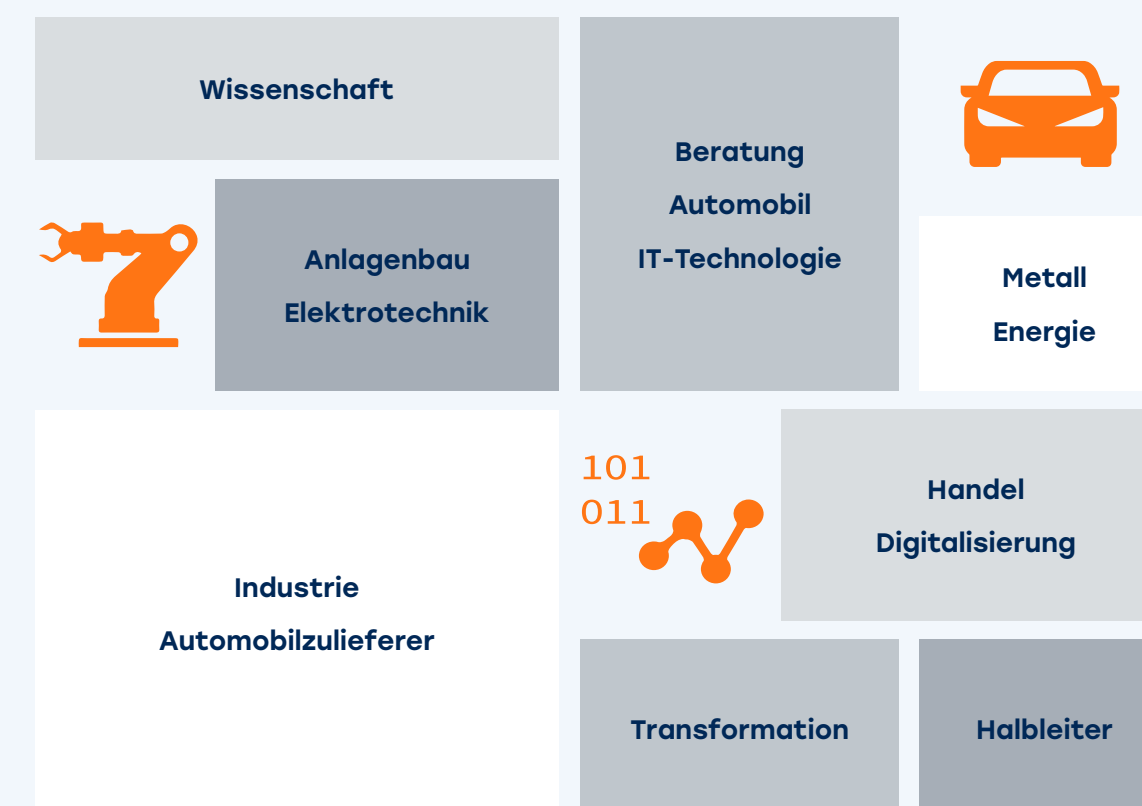 Wissenschaft
Beratung
Automobil
IT-Technologie
Anlagenbau
Elektrotechnik
Metall
Energie
101
011
Handel
Digitalisierung
Industrie
Automobilzulieferer
Transformation
Halbleiter